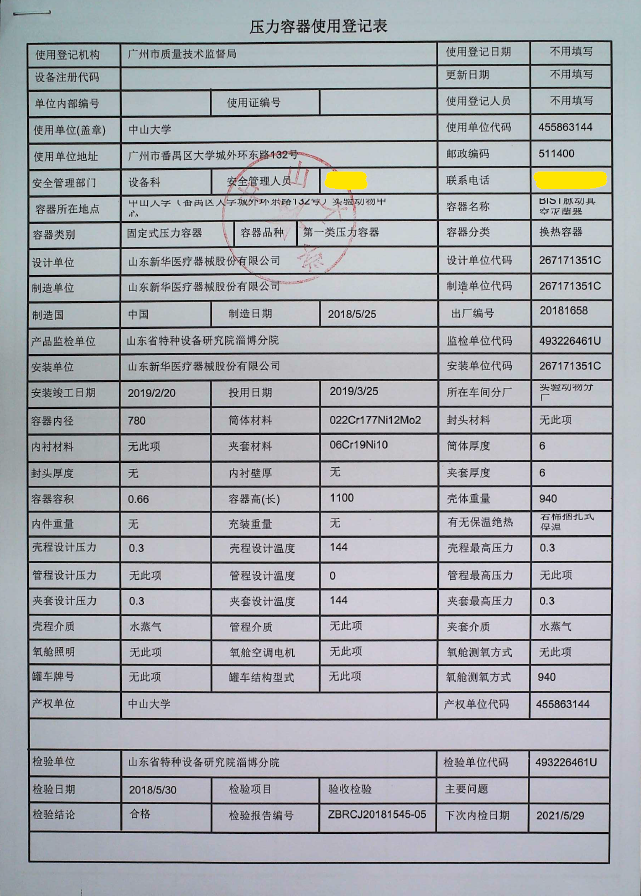 压力容器使用登记表
使用登记机构 广州市质量技术监督局 使用登记日期 不用填写
设备注册代码 更新日期 不用填写
单位内部编号 使用证编号 使用登记人员 不用填写
使用单位(盖章) 中山大学 使用单位代码 455863144
使用单位地址 广州市番禺区大学城外环东路132号 邮政编码 511400
安全管理部门 设备科 安全管理人员 联系电话
容器所在地点 中山大学（番禺区大学城外环东路132号）实验动物中心 容器名称 BIST脉动真空灭菌器
容器类别 固定式压力容器 容器品种 第一类压力容器 容器分类 换热容器
设计单位 山东新华医疗器械股份有限公司 设计单位代码 267171351C
制造单位 山东新华医疗器械股份有限公司 制造单位代码 267171351C
制造国 中国 制造日期 2018/5/25 出厂编号 20181658
产品监检单位 山东省特种设备研究院淄博分院 监检单位代码 493226461U
安装单位 山东新华医疗器械股份有限公司 安装单位代码 267171351C
安装竣工日期 2019/2/20 投用日期 2019/3/25 所在车间分厂 实验动物分厂
容器内径 780 筒体材料 022Cr177Ni12Mo2 封头材料 无此项
内衬材料 无此项 夹套材料 06Cr19Ni10 筒体厚度 6
封头厚度 无 内衬壁厚 无 夹套厚度 6
容器容积 0.66 容器高(长) 1100 壳体重量 940
内件重量 无 充装重量 无 有无保温绝热 岩棉捆扎式保温
壳程设计压力 0.3 壳程设计温度 144 壳程最高压力 0.3
管程设计压力 无此项 管程设计温度 0 管程最高压力 无此项
夹套设计压力 0.3 夹套设计温度 144 夹套最高压力 0.3
壳程介质 水蒸气 管程介质 无此项 夹套介质 水蒸气
氧舱照明 无此项 氧舱空调电机 无此项 氧舱测氧方式 无此项
罐车牌号 无此项 罐车结构型式 无此项 氧舱测氧方式 940
产权单位 中山大学 产权单位代码 455863144
检验单位 山东省特种设备研究院淄博分院 检验单位代码 493226461U
检验日期 2018/5/30 检验项目 验收检验 主要问题
检验结论 合格 检验报告编号 ZBRCJ20181545-05 下次内检日期 2021/5/29